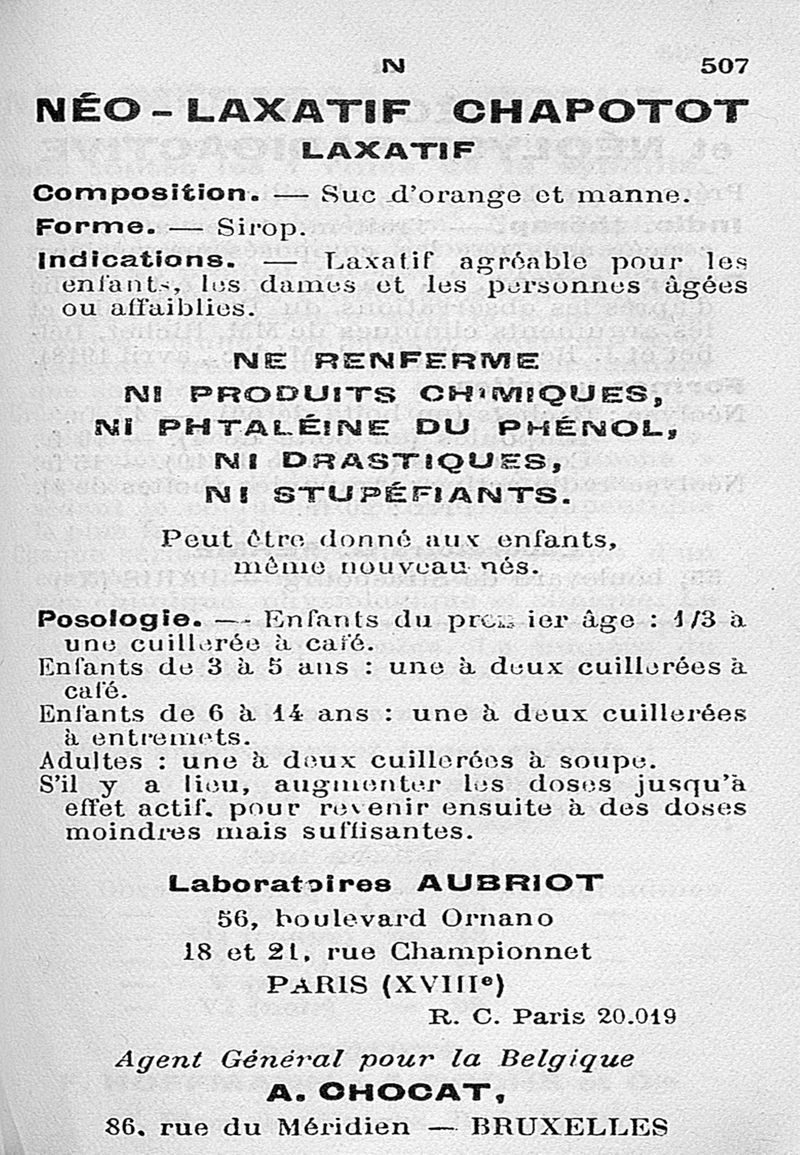 N 507
NÉO-LAXATIF CHAPOTOT
LAXATIF
Composition. — Suc d'orange et manne.
Forme. — Sirop.
Indications. — Laxatif agréable pour les
enfants, les dames et les personnes âgées
ou affaiblies.
NE RENFERME
NI PRODUITS CHIMIQUES,
NI PHTALÉINE DU PHÉNOL,
NI DRASTIQUES,
NI STUPÉFIANTS.
Peut être donné aux enfants,
même nouveau-nés.
Posologie. — Enfants du premier âge : 1/3 à
une cuillerée à café.
Enfants de 3 à 5 ans : une à deux cuillerées à
café.
Enfants de 6 à 14 ans : une à deux cuillerées
à entremets.
Adultes : une à deux cuillerées à soupe.
S'il y a lieu, augmenter les doses jusqu'à
effet actif. pour revenir ensuite à des doses
moindres mais suffisantes.
Laboratoires AUBRIOT
56, boulevard Ornano
18 et 21, rue Championnet
PARIS (XVIIIe)
R. C. Paris 20.019
Agent Général pour la Belgique
A. CHOCAT,
86. rue du Méridien — BRUXELLES